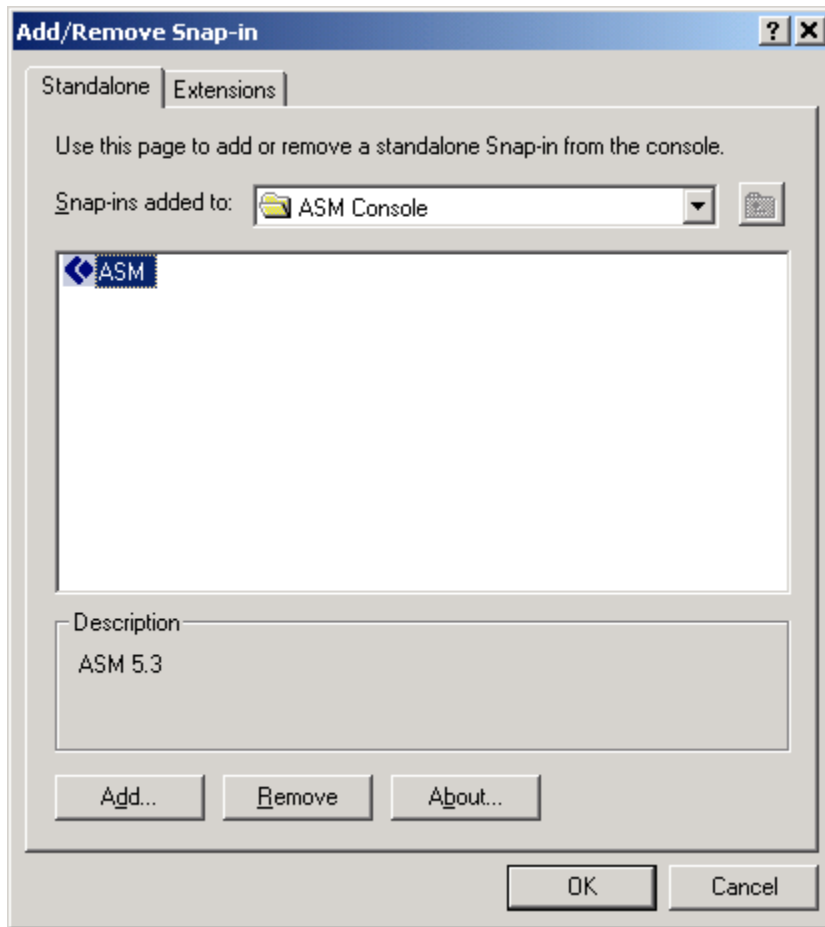 Add/Remove Snap-in
Standalone
Extensions
Use this page to add or remove a standalone Snap-in from the console.
Snap-ins added to:
ASM Console
ASM
Description
ASM 5.3
Add...
Remove
About...
OK
Cancel